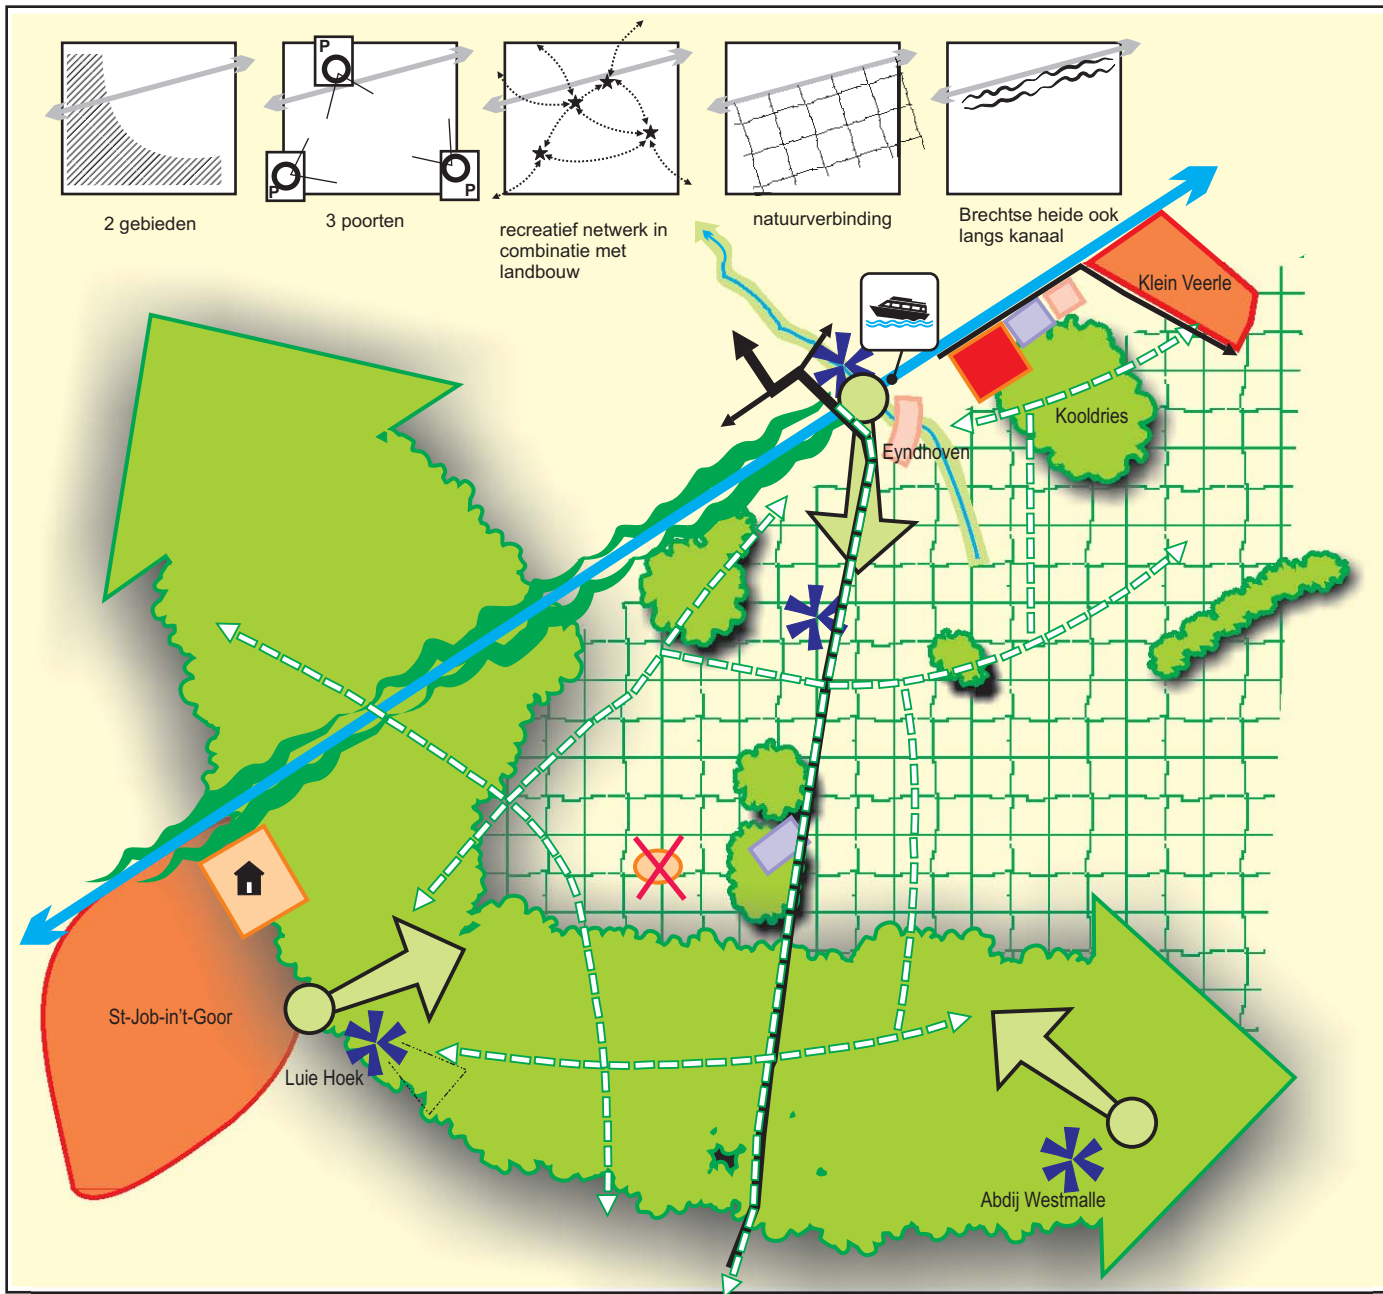 P
P
P
2 gebieden
3 poorten
recreatief netwerk in
combinatie met
landbouw
natuurverbinding
Brechtse heide ook
langs kanaal
Klein Veerle
Kooldries
Eyndhoven
St-Job-in't-Goor
Luie Hoek
Abdij Westmalle